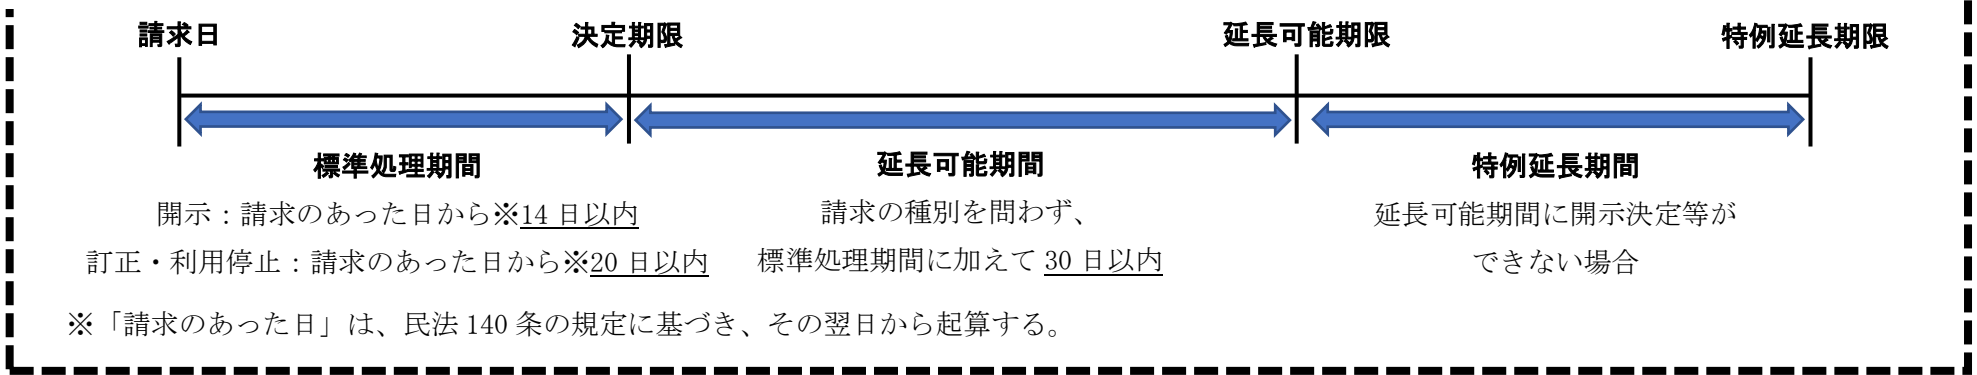 請求日 決定期限 延長可能期限 特例延長期限
標準処理期間 延長可能期間 特例延長期間
開示：請求のあった日から※14日以内 請求の種別を問わず、 延長可能期間に開示決定等が
訂正・利用停止：請求のあった日から※20日以内 標準処理期間に加えて 30日以内 できない場合
※「請求のあった日」は、民法 140 条の規定に基づき、その翌日から起算する。